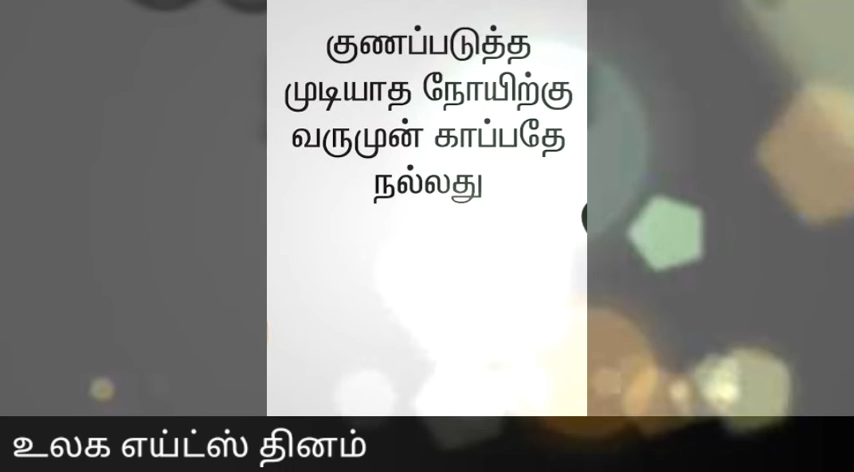 குணப்படுத்த
முடியாத நோயிற்கு
வருமுன் காப்பதே
நல்லது
உலக எய்ட்ஸ் தினம்